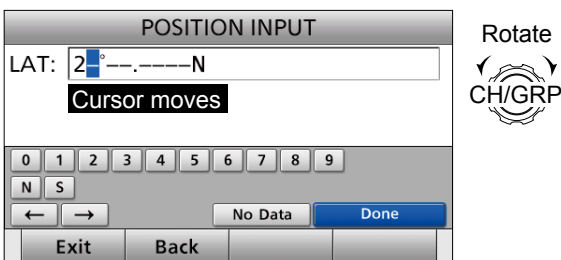 POSITION INPUT
Rotate
LAT: 2-°--.----N
CH/GRP
Cursor moves
0 1 2 3 4 5 6 7 8 9
N S
← → No Data Done
Exit Back